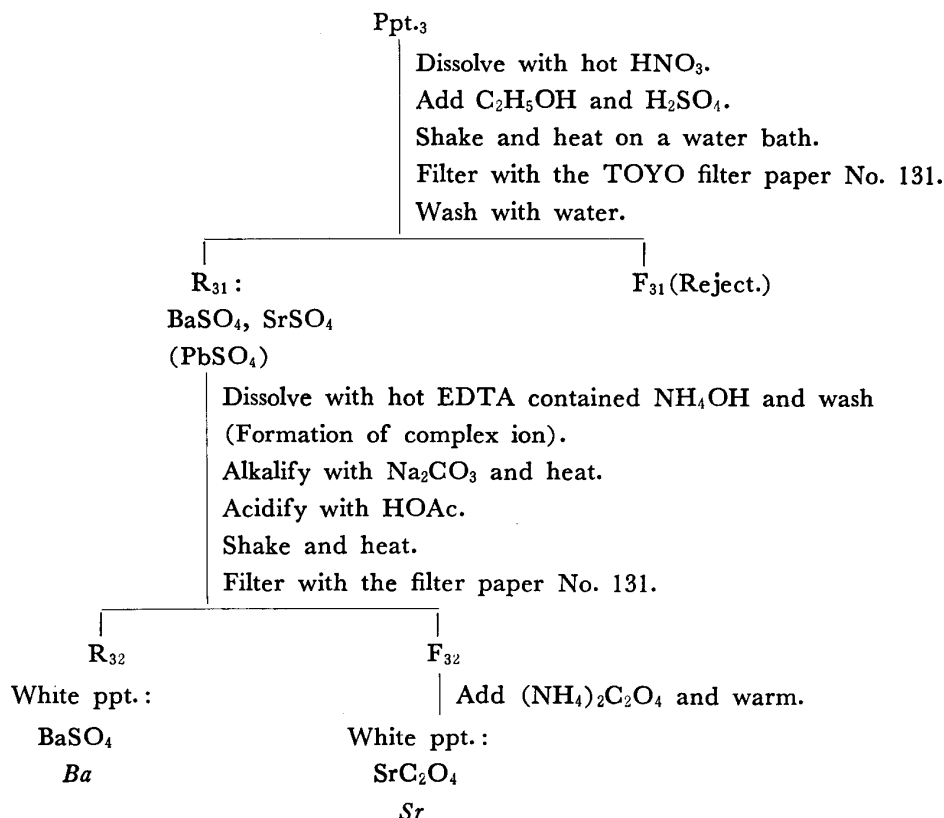 Ppt.₃
Dissolve with hot HNO₃.
Add C₂H₅OH and H₂SO₄.
Shake and heat on a water bath.
Filter with the TOYO filter paper No. 131.
Wash with water.
R₃₁:
F₃₁ (Reject.)
BaSO₄, SrSO₄
(PbSO₄)
Dissolve with hot EDTA contained NH₄OH and wash
(Formation of complex ion).
Alkalify with Na₂CO₃ and heat.
Acidify with HOAc.
Shake and heat.
Filter with the filter paper No. 131.
R₃₂
White ppt.:
BaSO₄
Ba
F₃₂
Add (NH₄)₂C₂O₄ and warm.
White ppt.:
SrC₂O₄
Sr